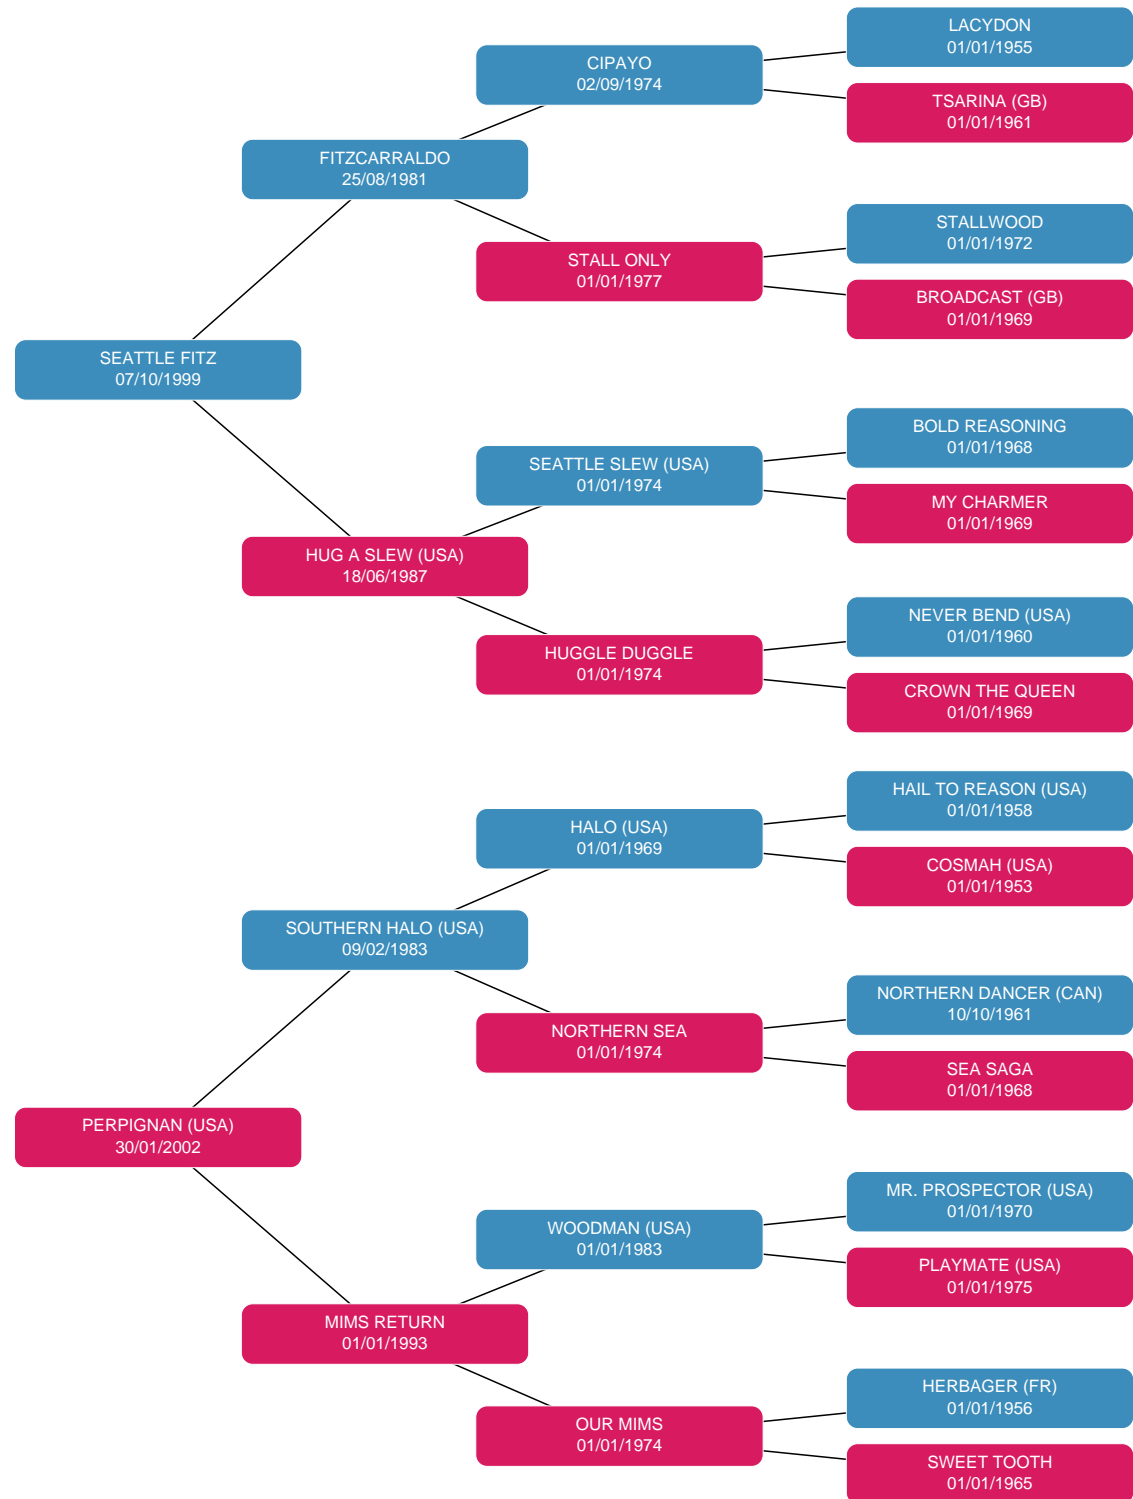 LACYDON
01/01/1955
CIPAYO
02/09/1974
TSARINA (GB)
01/01/1961
FITZCARRALDO
25/08/1981
STALLWOOD
01/01/1972
STALL ONLY
01/01/1977
BROADCAST (GB)
01/01/1969
SEATTLE FITZ
07/10/1999
BOLD REASONING
01/01/1968
SEATTLE SLEW (USA)
01/01/1974
MY CHARMER
01/01/1969
HUG A SLEW (USA)
18/06/1987
NEVER BEND (USA)
01/01/1960
HUGGLE DUGGLE
01/01/1974
CROWN THE QUEEN
01/01/1969
HAIL TO REASON (USA)
01/01/1958
HALO (USA)
01/01/1969
COSMAH (USA)
01/01/1953
SOUTHERN HALO (USA)
09/02/1983
NORTHERN DANCER (CAN)
10/10/1961
NORTHERN SEA
01/01/1974
SEA SAGA
01/01/1968
PERPIGNAN (USA)
30/01/2002
MR. PROSPECTOR (USA)
01/01/1970
WOODMAN (USA)
01/01/1983
PLAYMATE (USA)
01/01/1975
MIMS RETURN
01/01/1993
HERBAGER (FR)
01/01/1956
OUR MIMS
01/01/1974
SWEET TOOTH
01/01/1965